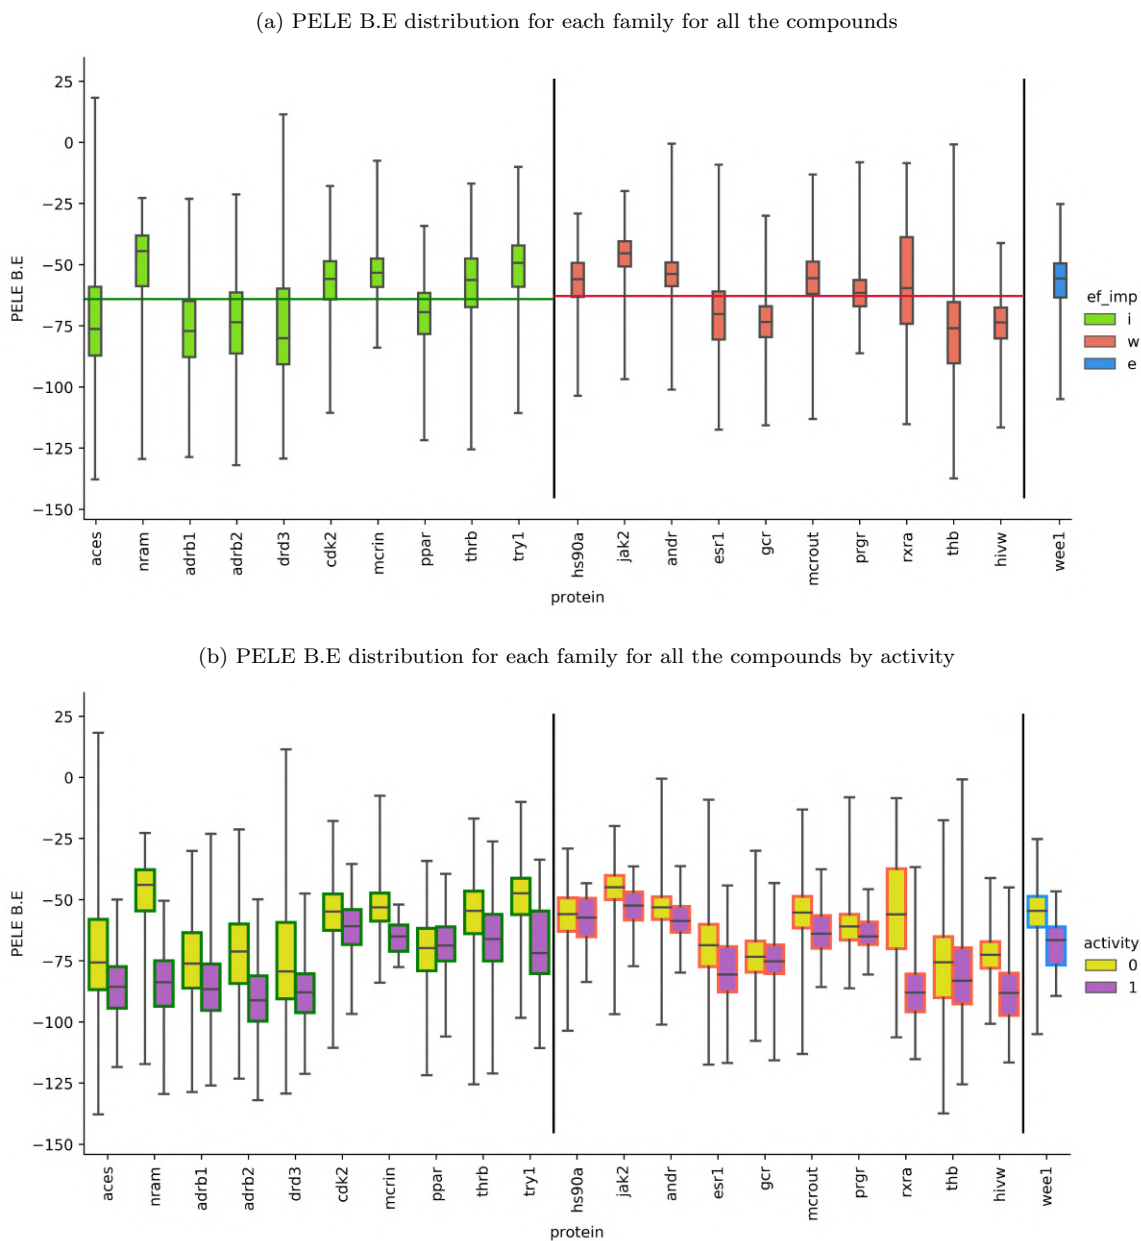 (a) PELE B.E distribution for each family for all the compounds
25
0
−25
−50
−75
−100
−125
−150
PELE B.E
aces
nram
adrb1
adrb2
drd3
cdk2
mcrin
ppar
thrb
try1
hs90a
jak2
andr
esr1
gcr
mcrout
prgr
rxra
thb
hivw
wee1
protein
ef_imp
i
w
e
(b) PELE B.E distribution for each family for all the compounds by activity
25
0
−25
−50
−75
−100
−125
−150
PELE B.E
aces
nram
adrb1
adrb2
drd3
cdk2
mcrin
ppar
thrb
try1
hs90a
jak2
andr
esr1
gcr
mcrout
prgr
rxra
thb
hivw
wee1
protein
activity
0
1